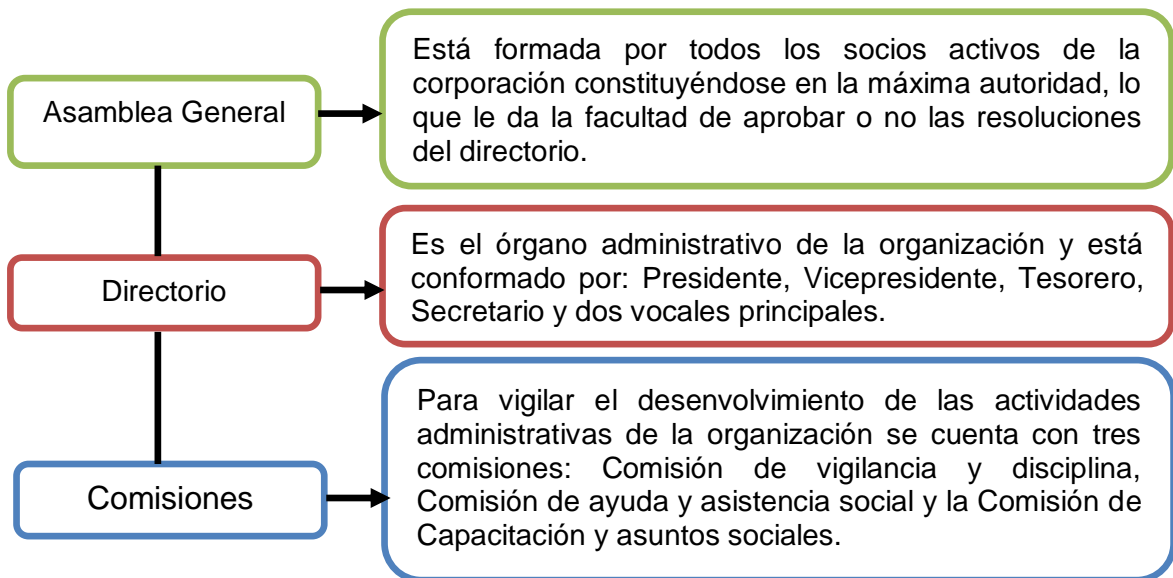 Asamblea General
Está formada por todos los socios activos de la
corporación constituyéndose en la máxima autoridad, lo
que le da la facultad de aprobar o no las resoluciones
del directorio.
Directorio
Es el órgano administrativo de la organización y está
conformado por: Presidente, Vicepresidente, Tesorero,
Secretario y dos vocales principales.
Comisiones
Para vigilar el desenvolvimiento de las actividades
administrativas de la organización se cuenta con tres
comisiones: Comisión de vigilancia y disciplina,
Comisión de ayuda y asistencia social y la Comisión de
Capacitación y asuntos sociales.